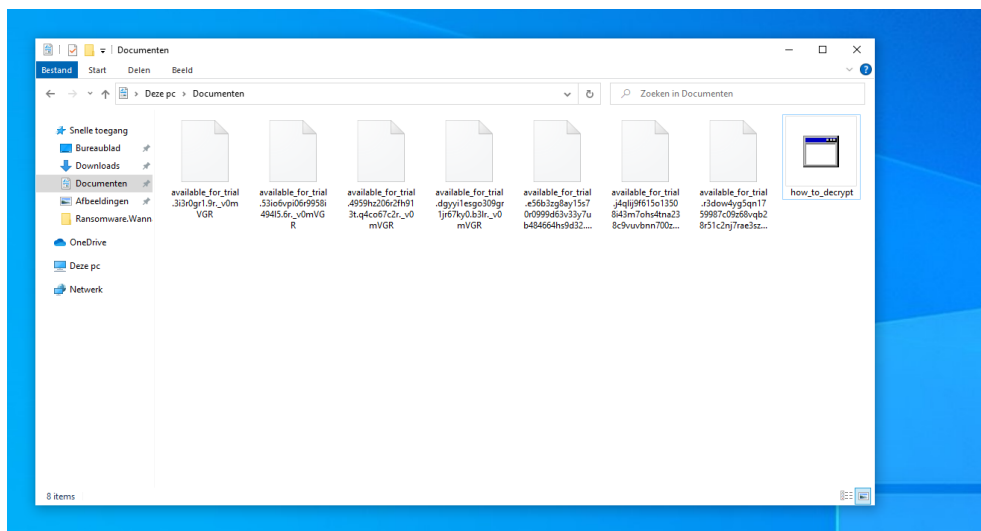 Documenten
Bestand Start Delen Beeld
Deze pc > Documenten
Zoeken in Documenten
Snelle toegang
Bureaublad
Downloads
Documenten
Afbeeldingen
Ransomware.Wann
OneDrive
Deze pc
Netwerk
available_for_trial
.3i3r0gr1.9r._v0m
VGR
available_for_trial
.53io6vpi06r9958i
494l5.6r._v0mVG
R
available_for_trial
.4959hz206r2fh91
3t.q4co67c2r._v0
mVGR
available_for_trial
.dgyyi1esgo309gr
1jr67ky0.b3lr._v0
mVGR
available_for_trial
.e56b3zg8ay15s7
0r0999d63v33y7u
b484664hs9d32....
available_for_trial
.j4qlij9f615o1350
8i43m7ohs4tna23
8c9vuvbnn700z...
available_for_trial
.r3dow4yg5qn17
59987c09z68vqb2
8r51c2nj7rae3sz...
how_to_decrypt
8 items